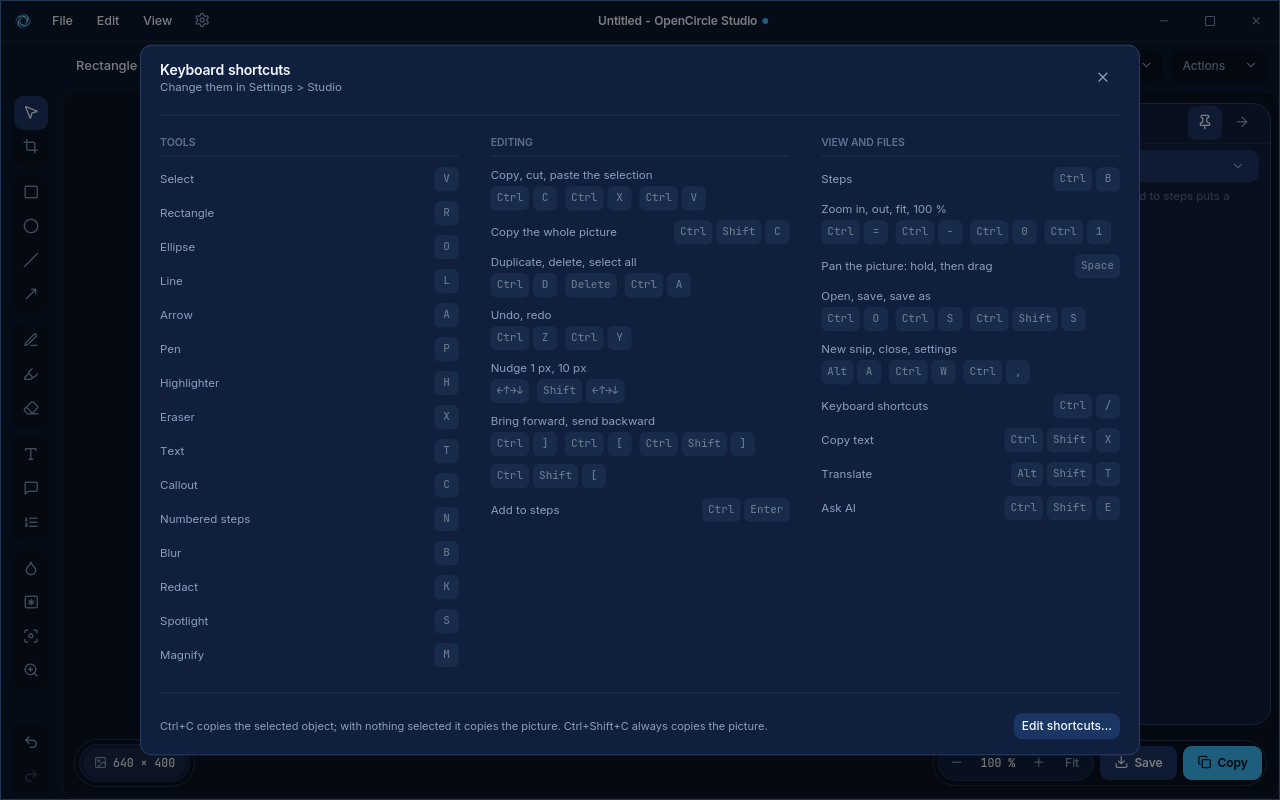 File Edit View
Untitled - OpenCircle Studio
Rectangle
Actions
Keyboard shortcuts
Change them in Settings > Studio
TOOLS
Select V
Rectangle R
Ellipse O
Line L
Arrow A
Pen P
Highlighter H
Eraser X
Text T
Callout C
Numbered steps N
Blur B
Redact K
Spotlight S
Magnify M
EDITING
Copy, cut, paste the selection
Ctrl C Ctrl X Ctrl V
Copy the whole picture Ctrl Shift C
Duplicate, delete, select all
Ctrl D Delete Ctrl A
Undo, redo
Ctrl Z Ctrl Y
Nudge 1 px, 10 px
←↑→↓ Shift ←↑→↓
Bring forward, send backward
Ctrl ] Ctrl [ Ctrl Shift ]
Ctrl Shift [
Add to steps Ctrl Enter
VIEW AND FILES
Steps Ctrl B
Zoom in, out, fit, 100 %
Ctrl = Ctrl - Ctrl 0 Ctrl 1
Pan the picture: hold, then drag Space
Open, save, save as
Ctrl O Ctrl S Ctrl Shift S
New snip, close, settings
Alt A Ctrl W Ctrl ,
Keyboard shortcuts Ctrl /
Copy text Ctrl Shift X
Translate Alt Shift T
Ask AI Ctrl Shift E
d to steps puts a
Ctrl+C copies the selected object; with nothing selected it copies the picture. Ctrl+Shift+C always copies the picture.
Edit shortcuts...
640 × 400
100 %
Fit
Save
Copy